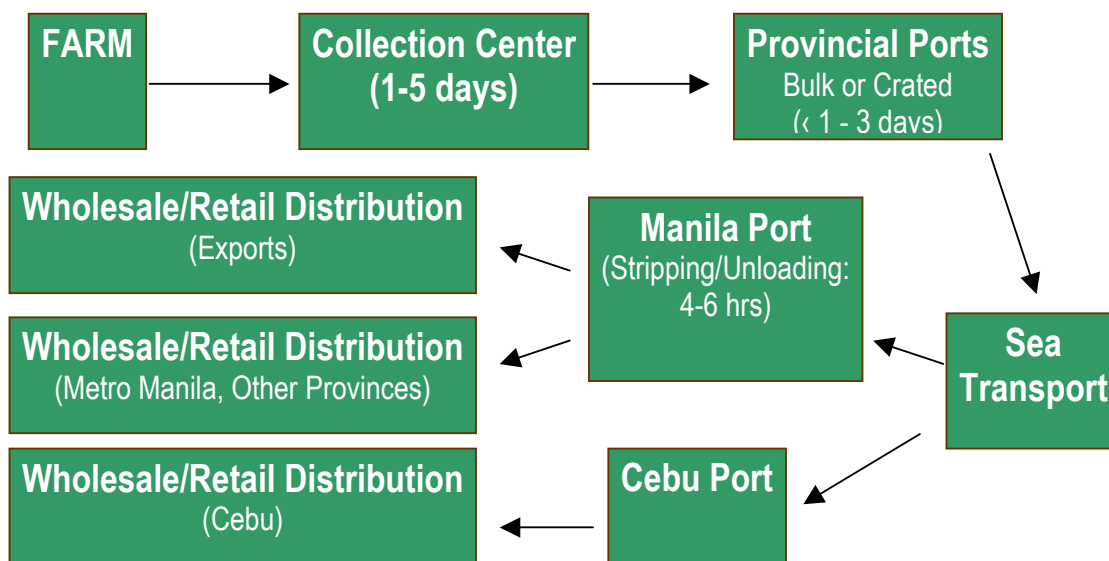 FARM
Collection Center
(1-5 days)
Provincial Ports
Bulk or Crated
(‹ 1 - 3 days)
Wholesale/Retail Distribution
(Exports)
Manila Port
(Stripping/Unloading:
4-6 hrs)
Wholesale/Retail Distribution
(Metro Manila, Other Provinces)
Sea
Transport
Wholesale/Retail Distribution
(Cebu)
Cebu Port